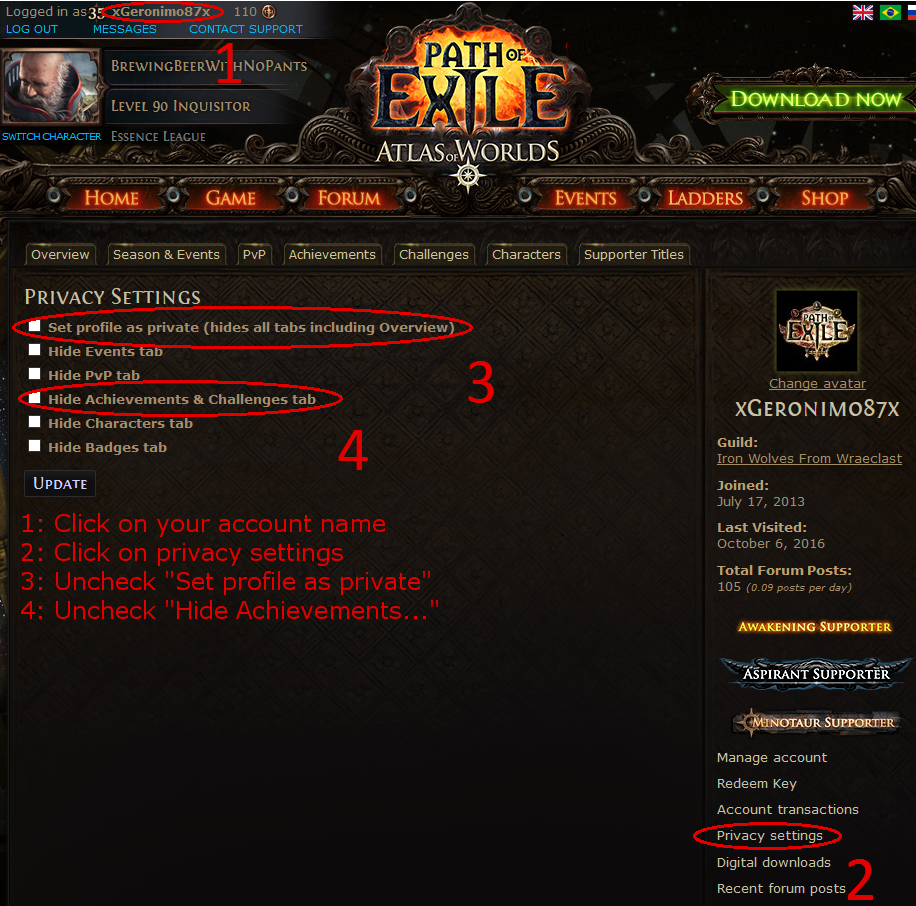 Logged in as 35 xGeronimo87x 110
LOG OUT MESSAGES CONTACT SUPPORT
1
BrewingBeerWithNoPants
Level 90 Inquisitor
SWITCH CHARACTER Essence League
PATH OF
EXILE
ATLAS OF WORLDS
DOWNLOAD NOW
HOME GAME FORUM EVENTS LADDERS SHOP
Overview Season & Events PvP Achievements Challenges Characters Supporter Titles
Privacy Settings
Set profile as private (hides all tabs including Overview)
Hide Events tab
Hide PvP tab
Hide Achievements & Challenges tab
Hide Characters tab
Hide Badges tab
3
4
Update
1: Click on your account name
2: Click on privacy settings
3: Uncheck "Set profile as private"
4: Uncheck "Hide Achievements..."
PATH OF
EXILE
Change avatar
xGeronimo87x
Guild:
Iron Wolves From Wraeclast
Joined:
July 17, 2013
Last Visited:
October 6, 2016
Total Forum Posts:
105 (0.09 posts per day)
Awakening Supporter
Aspirant Supporter
Minotaur Supporter
Manage account
Redeem Key
Account transactions
Privacy settings
Digital downloads
Recent forum posts
2